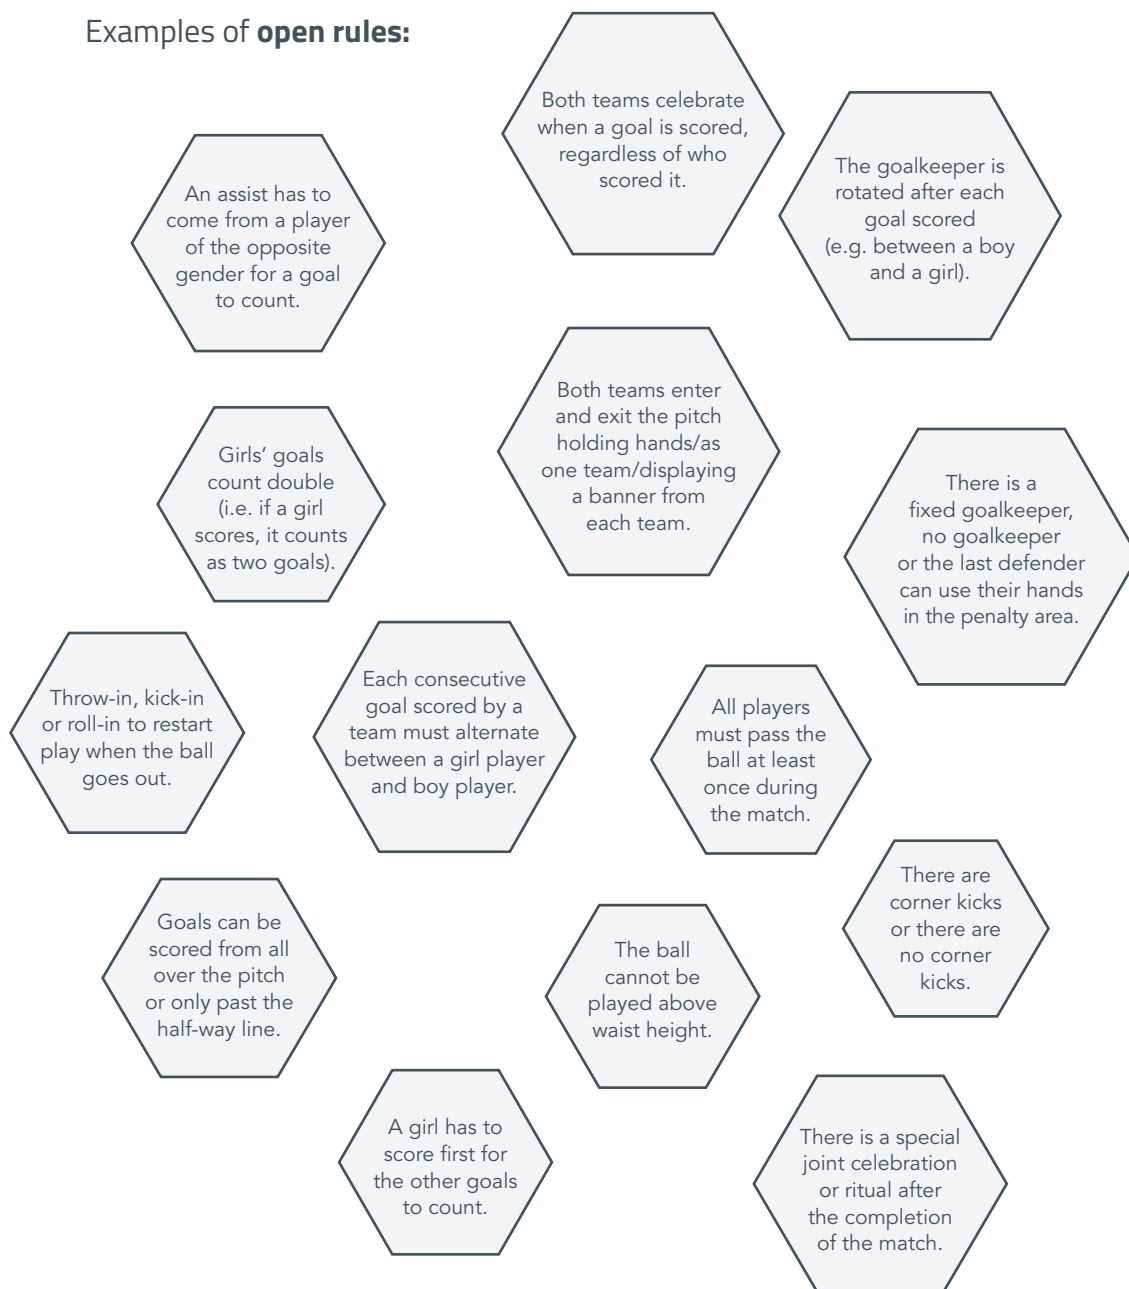 Examples of open rules:
Both teams celebrate
when a goal is scored,
regardless of who
scored it.
The goalkeeper is
rotated after each
goal scored
(e.g. between a boy
and a girl).
An assist has to
come from a player
of the opposite
gender for a goal
to count.
Both teams enter
and exit the pitch
holding hands/as
one team/displaying
a banner from
each team.
Girls’ goals
count double
(i.e. if a girl
scores, it counts
as two goals).
There is a
fixed goalkeeper,
no goalkeeper
or the last defender
can use their hands
in the penalty area.
Throw-in, kick-in
or roll-in to restart
play when the ball
goes out.
Each consecutive
goal scored by a
team must alternate
between a girl player
and boy player.
All players
must pass the
ball at least
once during
the match.
There are
corner kicks
or there are
no corner
kicks.
Goals can be
scored from all
over the pitch
or only past the
half-way line.
The ball
cannot be
played above
waist height.
A girl has to
score first for
the other goals
to count.
There is a special
joint celebration
or ritual after
the completion
of the match.